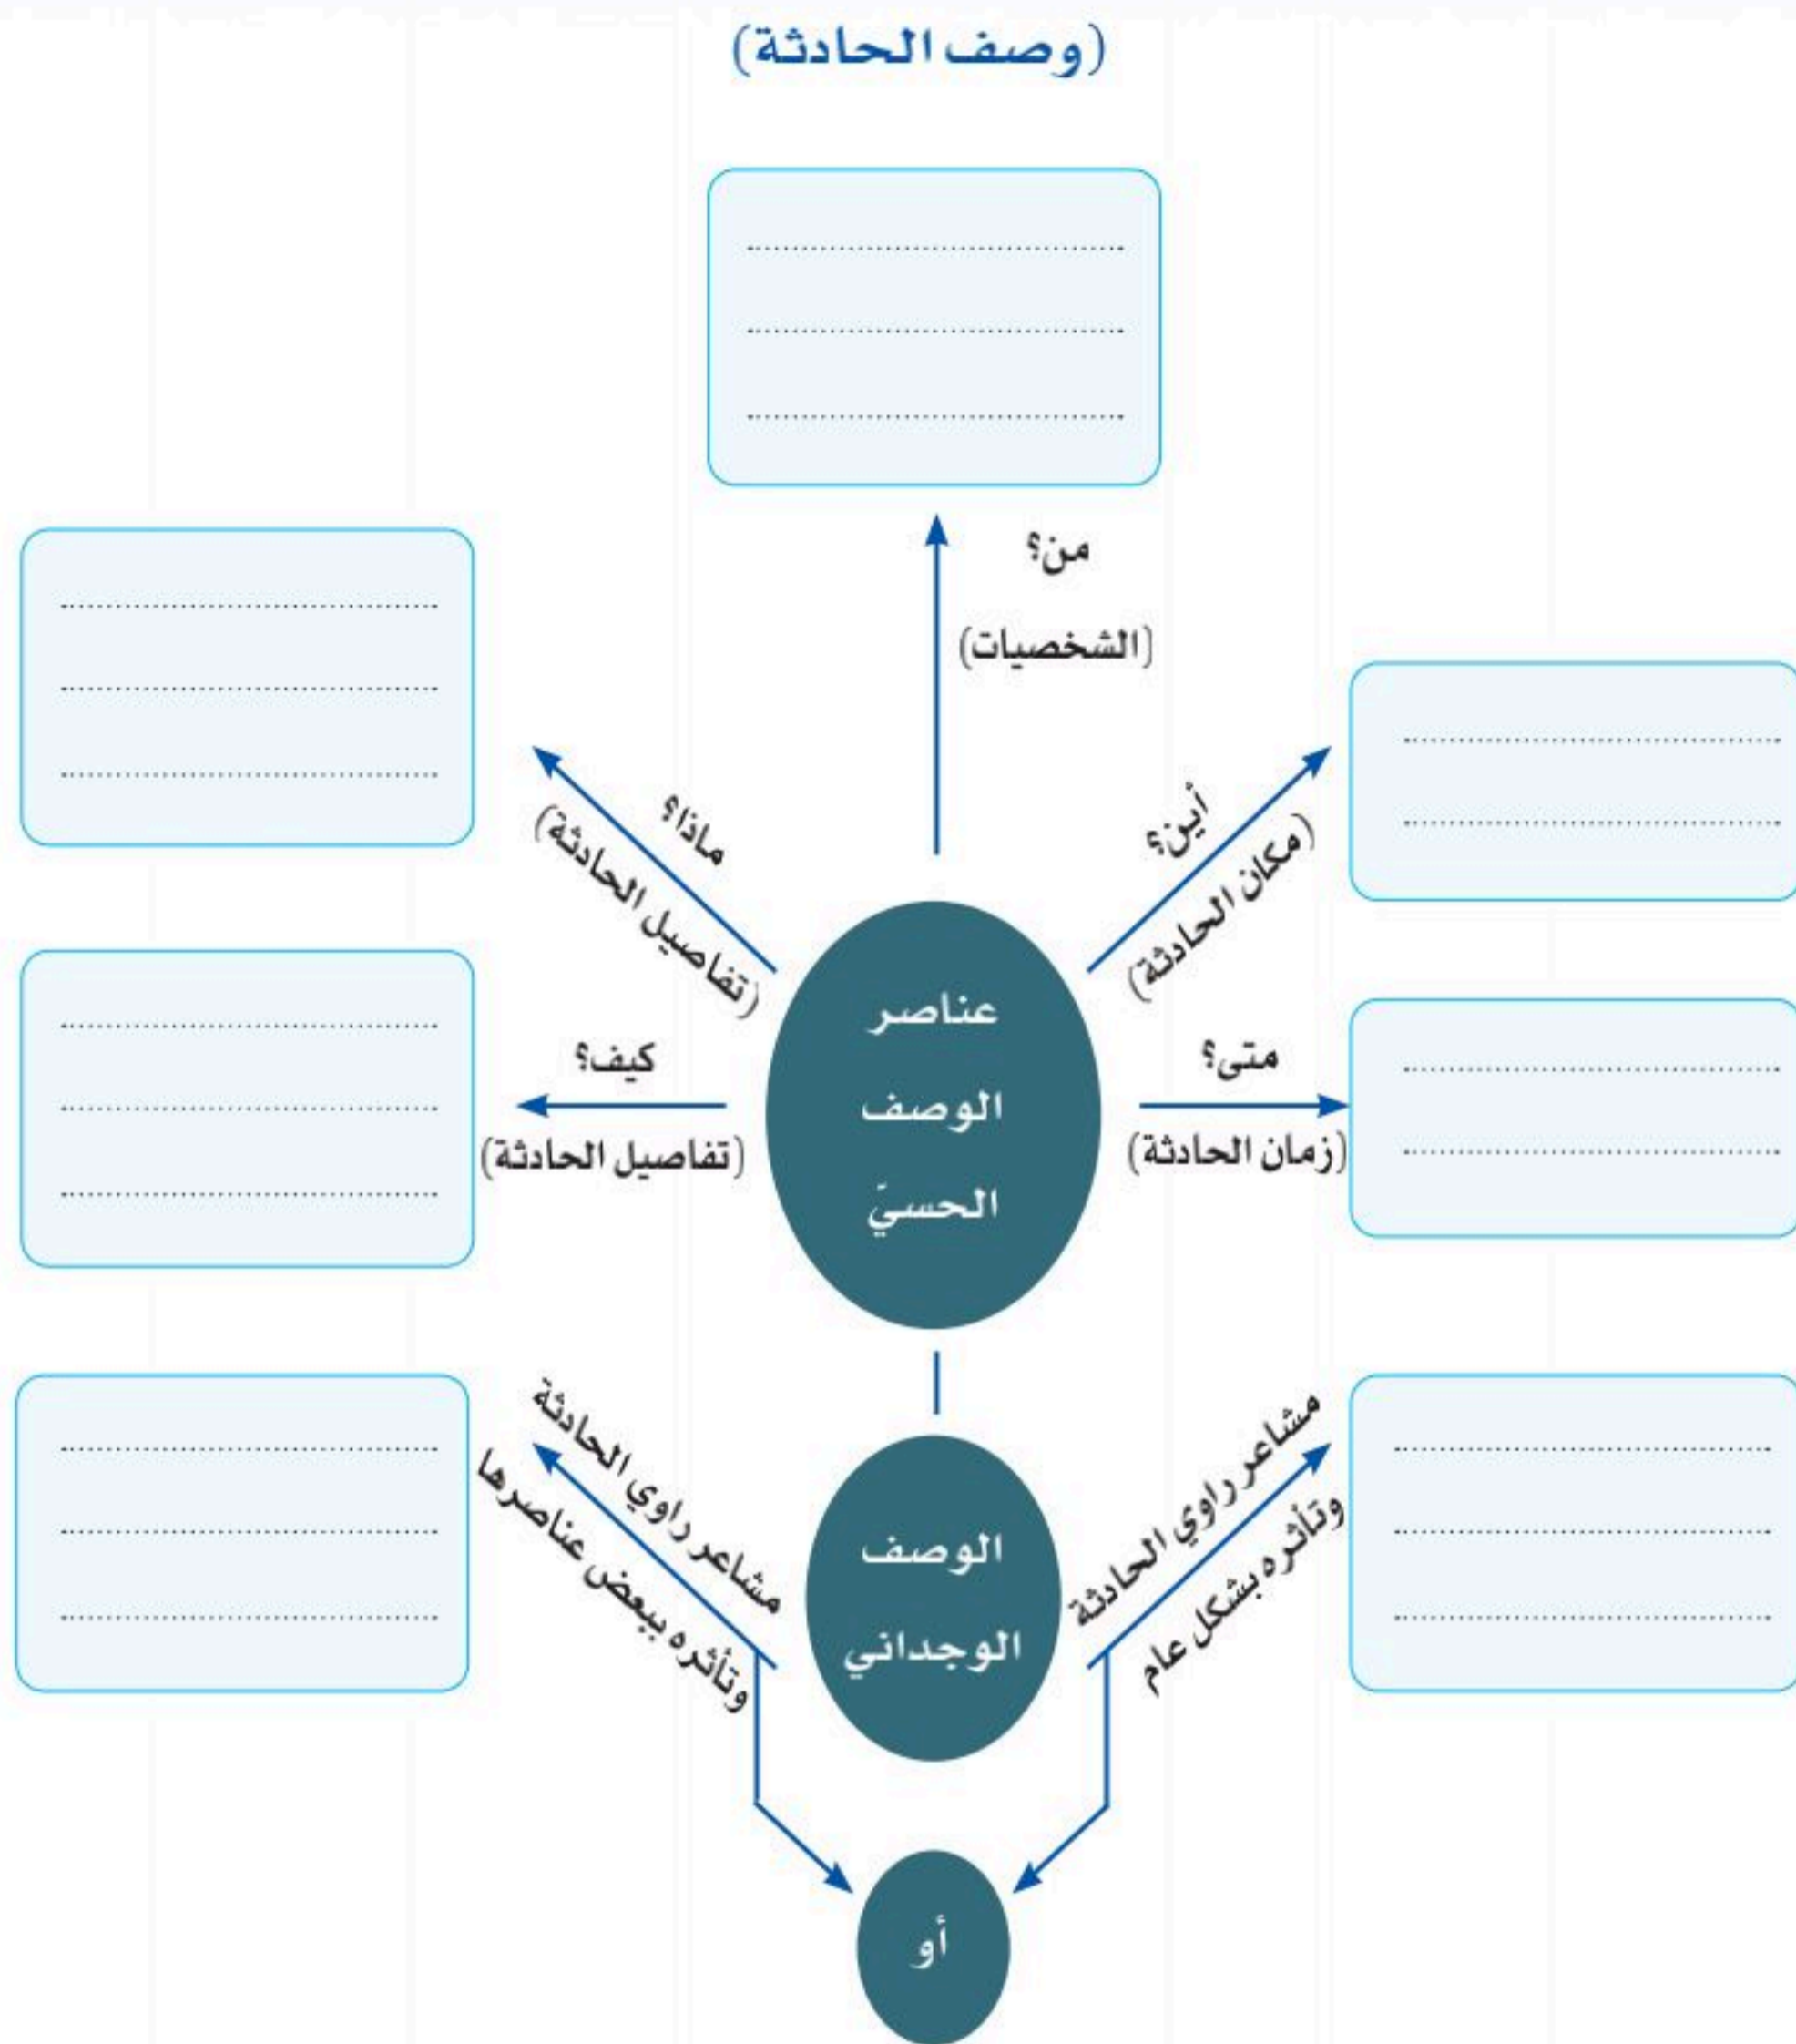 (وصف الحادثة)
من؟
(الشخصيات)
أين؟
(مكان الحادثة)
ماذا؟
(تفاصيل الحادثة)
عناصر
الوصف
الحسيّ
متى؟
(زمان الحادثة)
كيف؟
(تفاصيل الحادثة)
مشاعر راوي الحادثة
وتأثره بشكل عام
مشاعر راوي الحادثة
وتأثره ببعض عناصرها
الوصف
الوجداني
أو